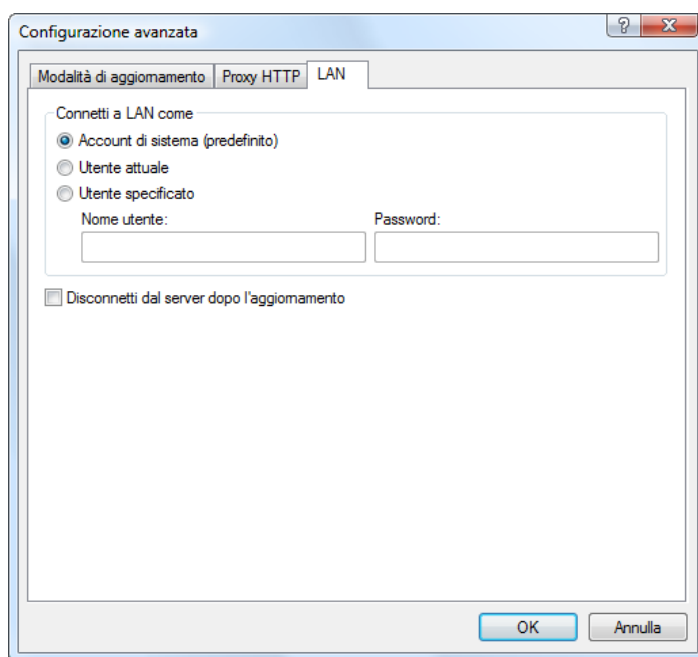 Configurazione avanzata
?
Modalità di aggiornamento
Proxy HTTP
LAN
Connetti a LAN come
Account di sistema (predefinito)
Utente attuale
Utente specificato
Nome utente:
Password:
Disconnetti dal server dopo l'aggiornamento
OK
Annulla